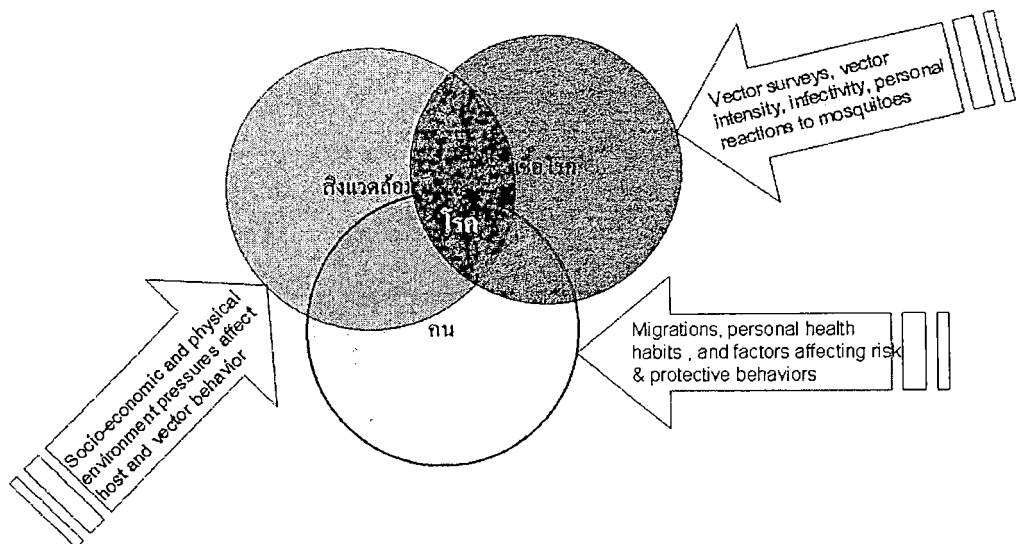 Vector surveys, vector
intensity, infectivity, personal
reactions to mosquitoes
สิ่งแวดล้อม
เชื้อโรค
โรค
คน
Migrations, personal health
habits , and factors affecting risk
& protective behaviors
Socio-economic and physical
environment pressures affect
host and vector behavior